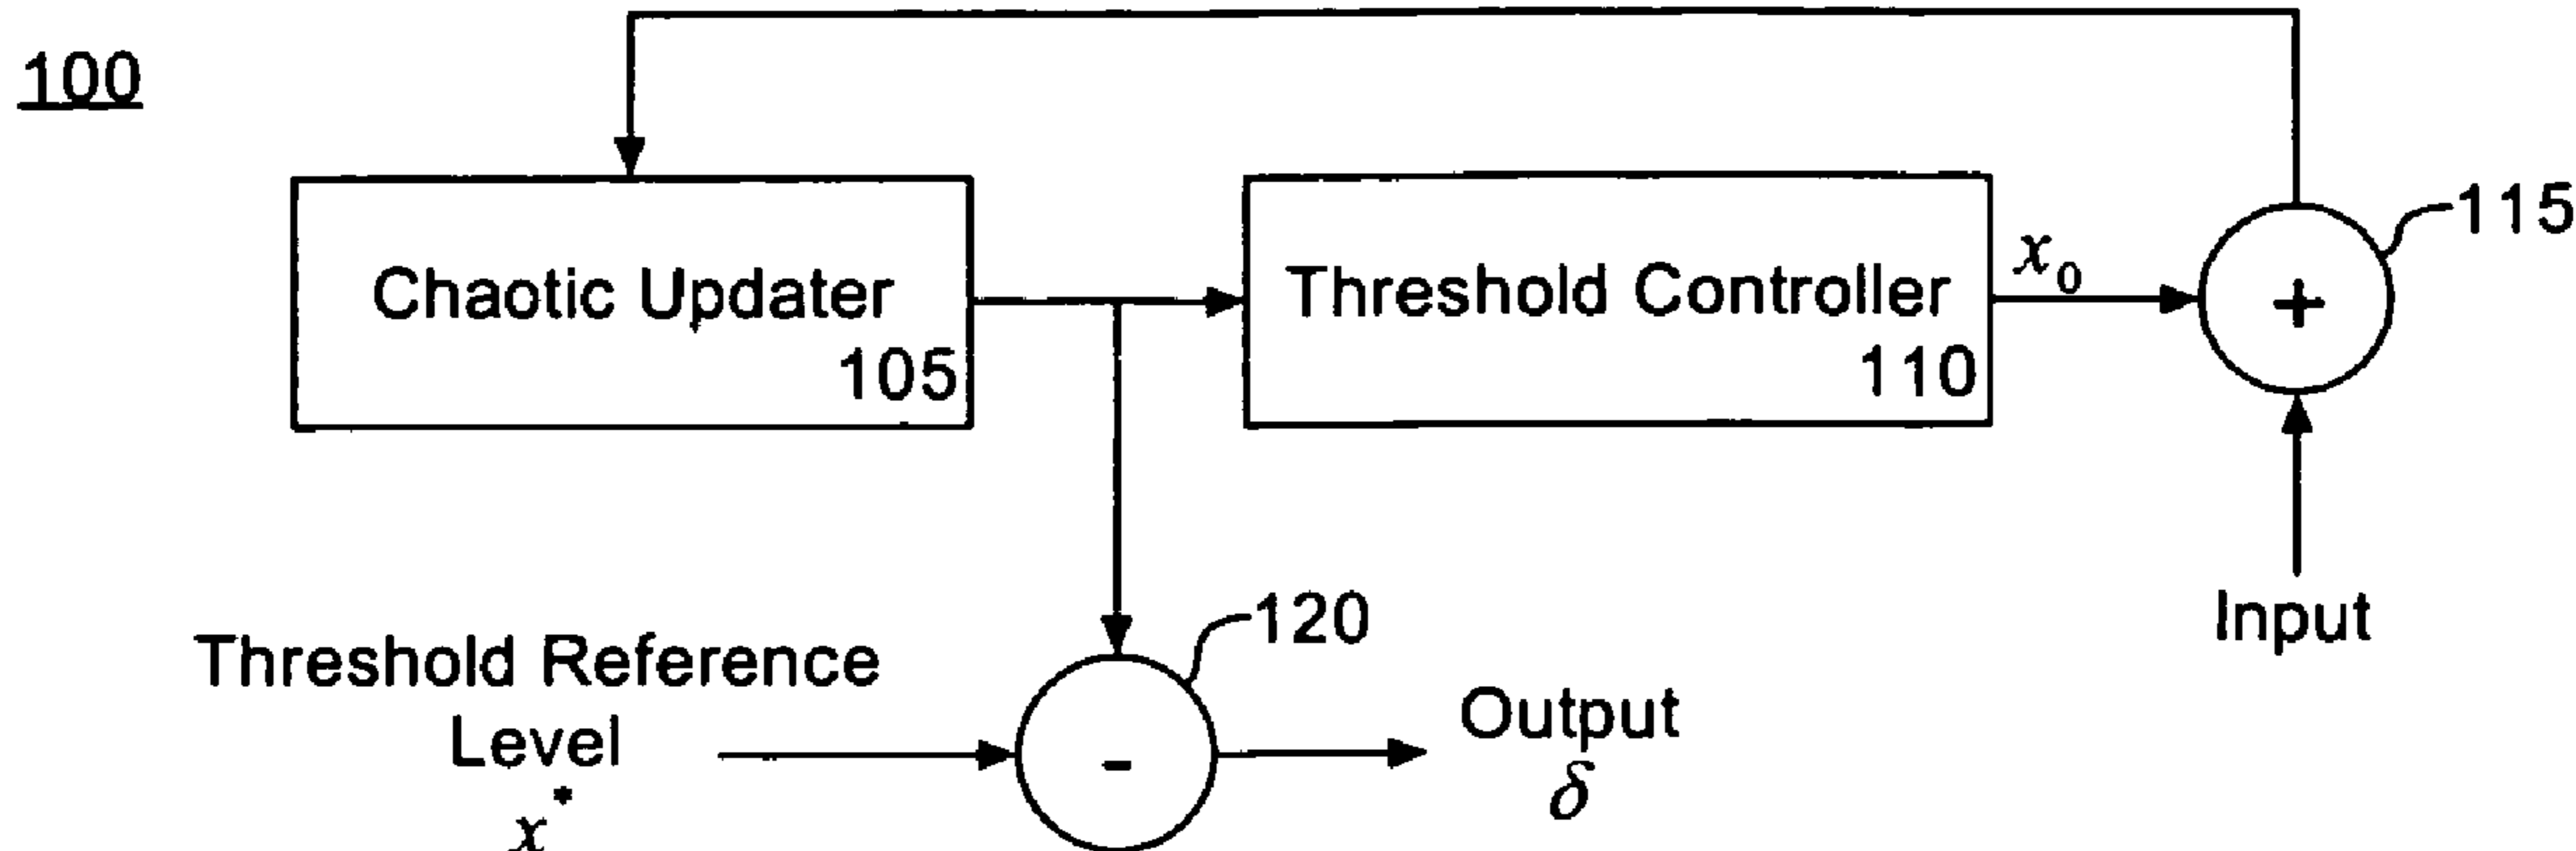 100
115
Chaotic Updater
105
Threshold Controller
110
x₀
+
Input
120
Threshold Reference
Level
x*
-
Output
δ